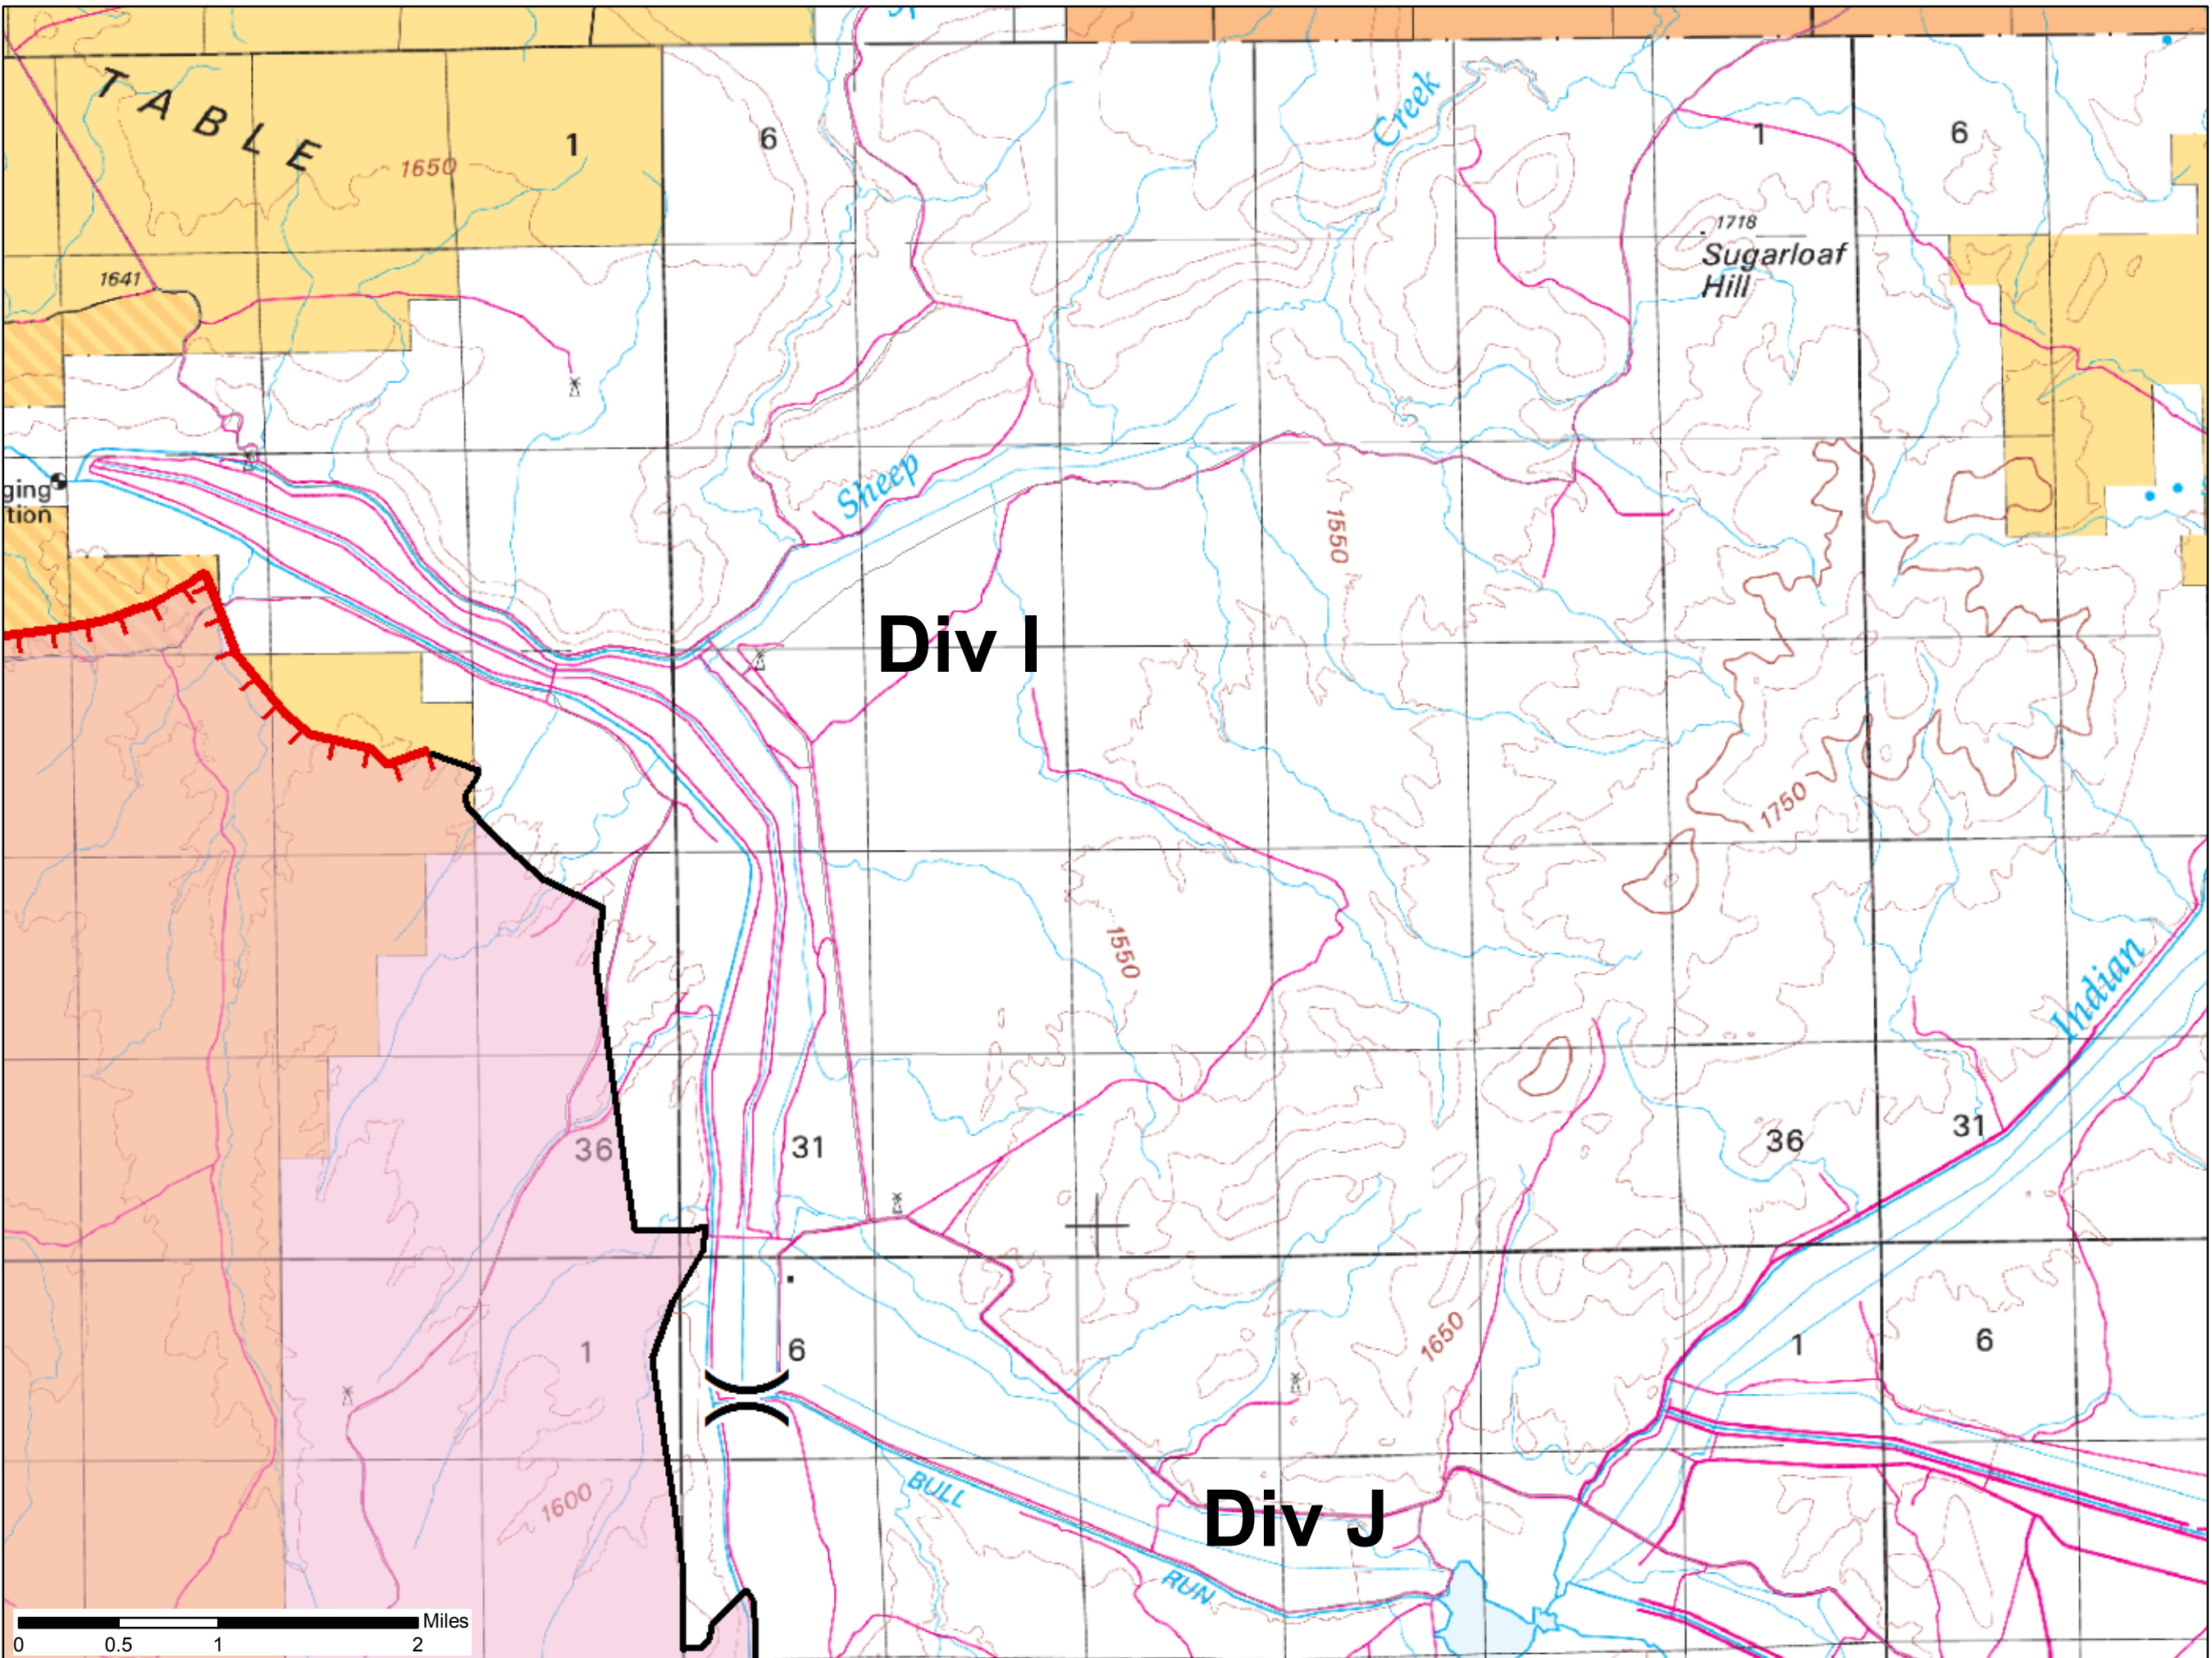 TABLE
1
6
Creek
1
6
1650
1718
Sugarloaf
Hill
1641
Sheep
ging
tion
1550
Div I
1750
1550
Indian
36
31
36
31
1650
1
6
1
6
BULL
Div J
1600
RUN
Miles
0 0.5 1 2